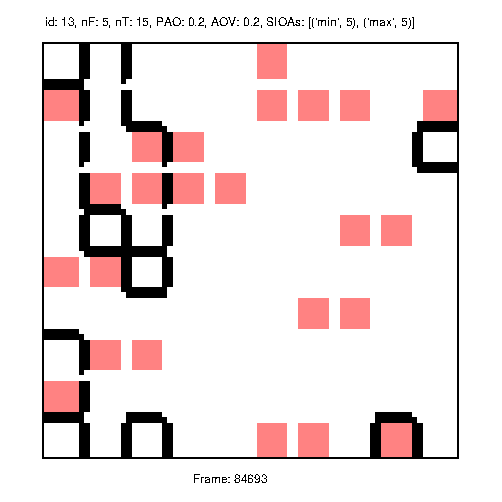 id: 13, nF: 5, nT: 15, PAO: 0.2, AOV: 0.2, SIOAs: [('min', 5), ('max', 5)]
Frame: 84693